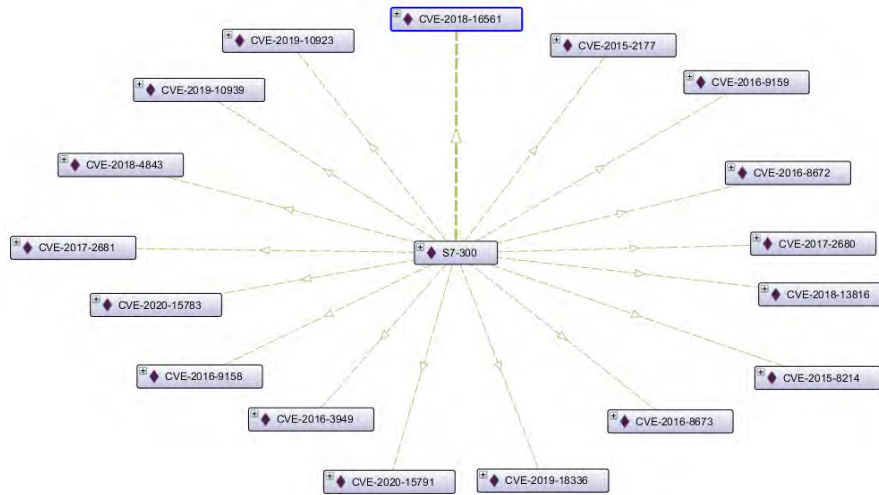 CVE-2018-16561
CVE-2019-10923
CVE-2015-2177
CVE-2016-9159
CVE-2019-10939
CVE-2018-4843
CVE-2016-8672
CVE-2017-2681
S7-300
CVE-2017-2680
CVE-2018-13816
CVE-2020-15783
CVE-2016-9158
CVE-2015-8214
CVE-2016-3949
CVE-2016-8673
CVE-2020-15791
CVE-2019-18336